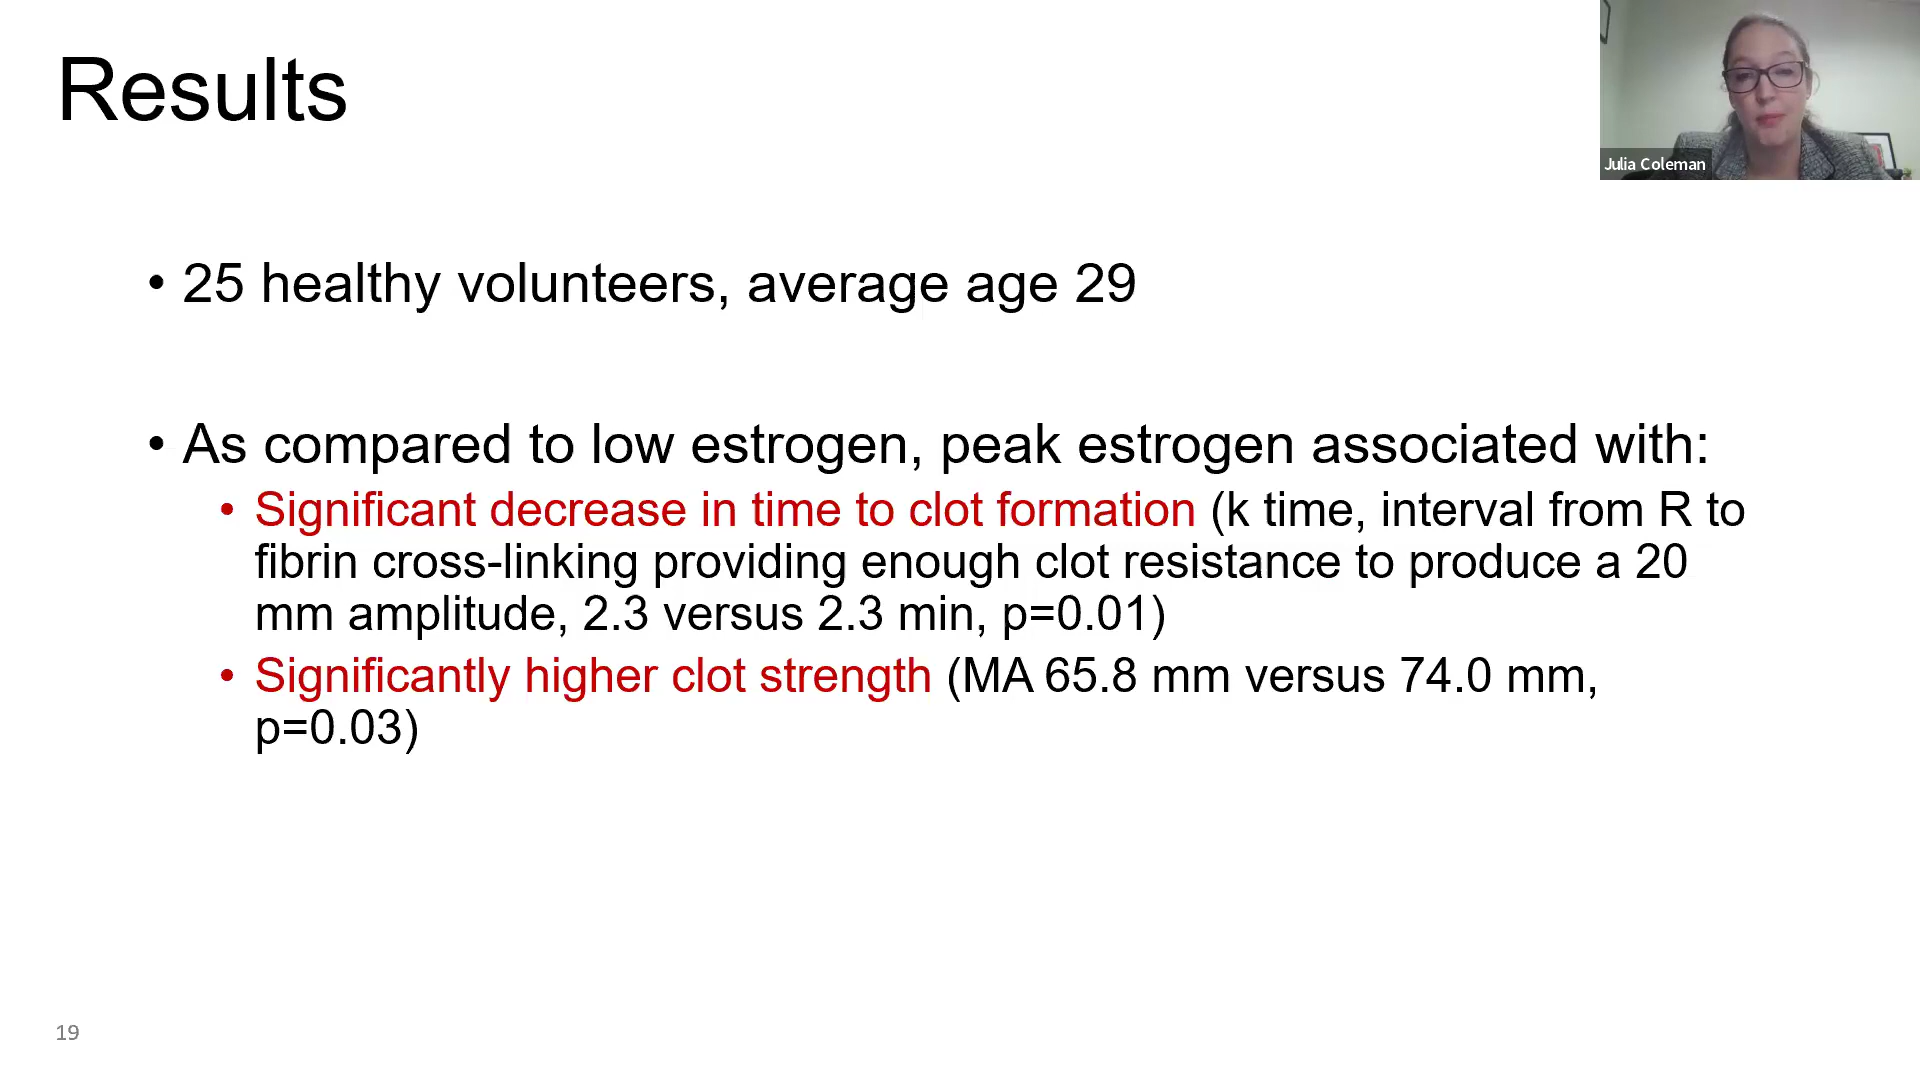 Results
Julia Coleman
• 25 healthy volunteers, average age 29
• As compared to low estrogen, peak estrogen associated with:
• Significant decrease in time to clot formation (k time, interval from R to
fibrin cross-linking providing enough clot resistance to produce a 20
mm amplitude, 2.3 versus 2.3 min, p=0.01)
• Significantly higher clot strength (MA 65.8 mm versus 74.0 mm,
p=0.03)
19